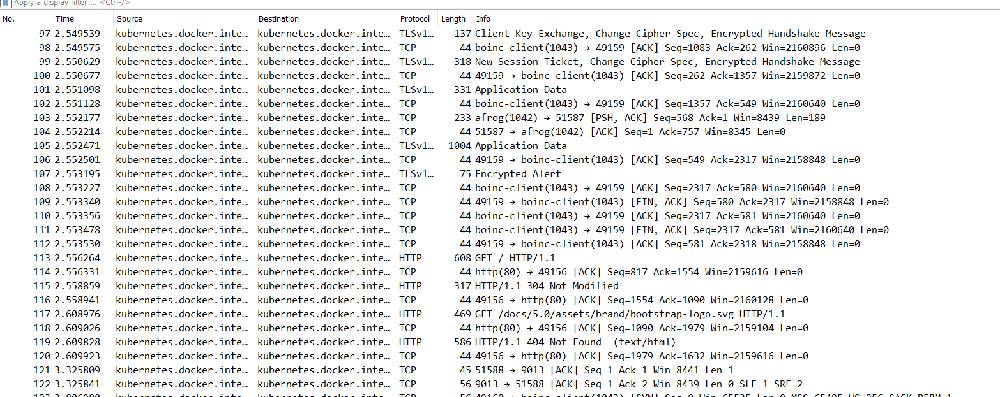 Apply a display filter ... <Ctrl-/>
No. Time Source Destination Protocol Length Info
97 2.549539 kubernetes.docker.inte… kubernetes.docker.inte… TLSv1… 137 Client Key Exchange, Change Cipher Spec, Encrypted Handshake Message
98 2.549575 kubernetes.docker.inte… kubernetes.docker.inte… TCP 44 boinc-client(1043) → 49159 [ACK] Seq=1083 Ack=262 Win=2160896 Len=0
99 2.550629 kubernetes.docker.inte… kubernetes.docker.inte… TLSv1… 318 New Session Ticket, Change Cipher Spec, Encrypted Handshake Message
100 2.550677 kubernetes.docker.inte… kubernetes.docker.inte… TCP 44 49159 → boinc-client(1043) [ACK] Seq=262 Ack=1357 Win=2159872 Len=0
101 2.551098 kubernetes.docker.inte… kubernetes.docker.inte… TLSv1… 331 Application Data
102 2.551128 kubernetes.docker.inte… kubernetes.docker.inte… TCP 44 boinc-client(1043) → 49159 [ACK] Seq=1357 Ack=549 Win=2160640 Len=0
103 2.552177 kubernetes.docker.inte… kubernetes.docker.inte… TCP 233 afrog(1042) → 51587 [PSH, ACK] Seq=568 Ack=1 Win=8439 Len=189
104 2.552214 kubernetes.docker.inte… kubernetes.docker.inte… TCP 44 51587 → afrog(1042) [ACK] Seq=1 Ack=757 Win=8345 Len=0
105 2.552471 kubernetes.docker.inte… kubernetes.docker.inte… TLSv1… 1004 Application Data
106 2.552501 kubernetes.docker.inte… kubernetes.docker.inte… TCP 44 49159 → boinc-client(1043) [ACK] Seq=549 Ack=2317 Win=2158848 Len=0
107 2.553195 kubernetes.docker.inte… kubernetes.docker.inte… TLSv1… 75 Encrypted Alert
108 2.553227 kubernetes.docker.inte… kubernetes.docker.inte… TCP 44 boinc-client(1043) → 49159 [ACK] Seq=2317 Ack=580 Win=2160640 Len=0
109 2.553340 kubernetes.docker.inte… kubernetes.docker.inte… TCP 44 49159 → boinc-client(1043) [FIN, ACK] Seq=580 Ack=2317 Win=2158848 Len=0
110 2.553356 kubernetes.docker.inte… kubernetes.docker.inte… TCP 44 boinc-client(1043) → 49159 [ACK] Seq=2317 Ack=581 Win=2160640 Len=0
111 2.553478 kubernetes.docker.inte… kubernetes.docker.inte… TCP 44 boinc-client(1043) → 49159 [FIN, ACK] Seq=2317 Ack=581 Win=2160640 Len=0
112 2.553530 kubernetes.docker.inte… kubernetes.docker.inte… TCP 44 49159 → boinc-client(1043) [ACK] Seq=581 Ack=2318 Win=2158848 Len=0
113 2.556264 kubernetes.docker.inte… kubernetes.docker.inte… HTTP 608 GET / HTTP/1.1
114 2.556331 kubernetes.docker.inte… kubernetes.docker.inte… TCP 44 http(80) → 49156 [ACK] Seq=817 Ack=1554 Win=2159616 Len=0
115 2.558859 kubernetes.docker.inte… kubernetes.docker.inte… HTTP 317 HTTP/1.1 304 Not Modified
116 2.558941 kubernetes.docker.inte… kubernetes.docker.inte… TCP 44 49156 → http(80) [ACK] Seq=1554 Ack=1090 Win=2160128 Len=0
117 2.608976 kubernetes.docker.inte… kubernetes.docker.inte… HTTP 469 GET /docs/5.0/assets/brand/bootstrap-logo.svg HTTP/1.1
118 2.609026 kubernetes.docker.inte… kubernetes.docker.inte… TCP 44 http(80) → 49156 [ACK] Seq=1090 Ack=1979 Win=2159104 Len=0
119 2.609828 kubernetes.docker.inte… kubernetes.docker.inte… HTTP 586 HTTP/1.1 404 Not Found (text/html)
120 2.609923 kubernetes.docker.inte… kubernetes.docker.inte… TCP 44 49156 → http(80) [ACK] Seq=1979 Ack=1632 Win=2159616 Len=0
121 3.325809 kubernetes.docker.inte… kubernetes.docker.inte… TCP 45 51588 → 9013 [ACK] Seq=1 Ack=1 Win=8441 Len=1
122 3.325841 kubernetes.docker.inte… kubernetes.docker.inte… TCP 56 9013 → 51588 [ACK] Seq=1 Ack=2 Win=8439 Len=0 SLE=1 SRE=2